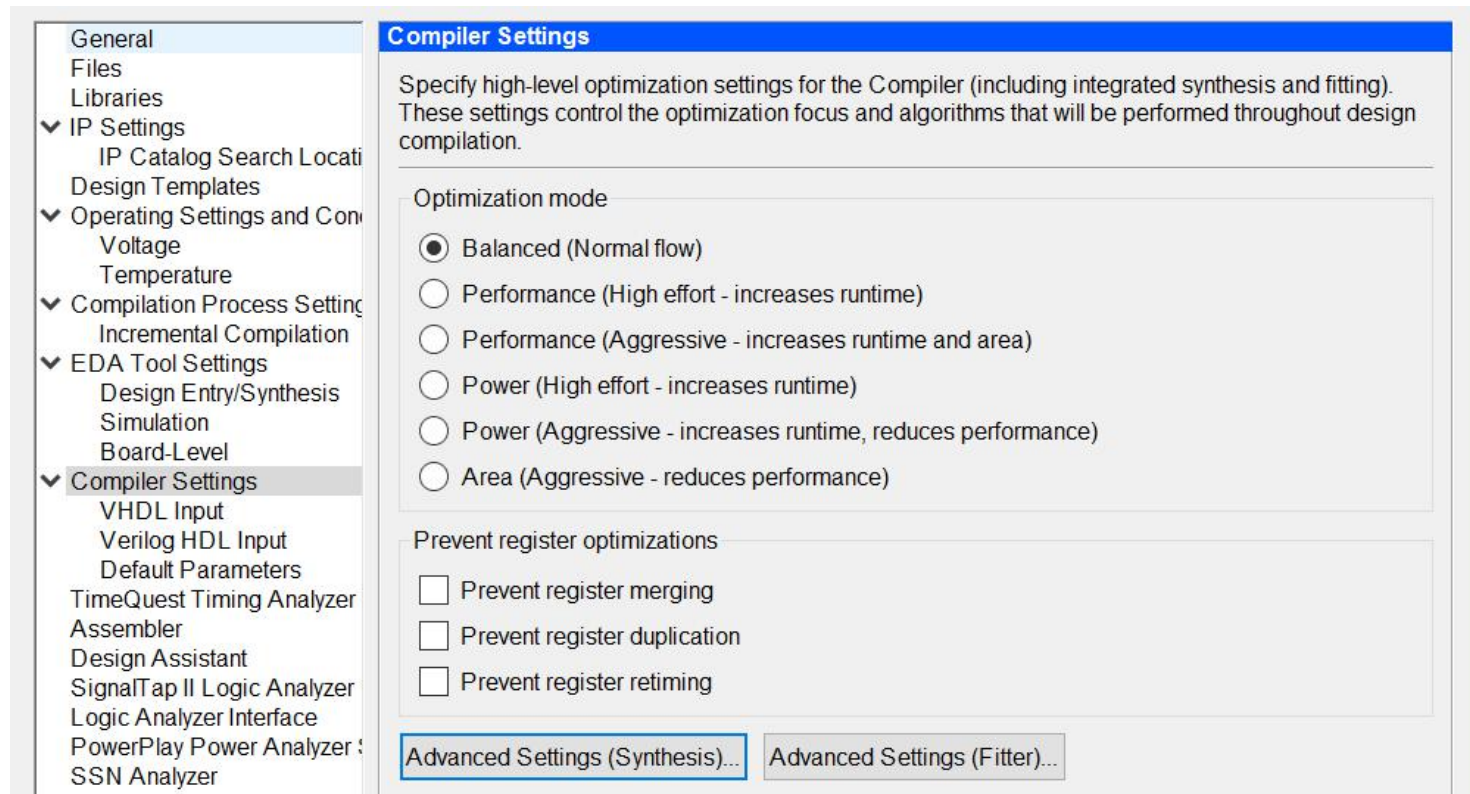 General
Files
Libraries
IP Settings
IP Catalog Search Locati
Design Templates
Operating Settings and Con
Voltage
Temperature
Compilation Process Setting
Incremental Compilation
EDA Tool Settings
Design Entry/Synthesis
Simulation
Board-Level
Compiler Settings
VHDL Input
Verilog HDL Input
Default Parameters
TimeQuest Timing Analyzer
Assembler
Design Assistant
SignalTap II Logic Analyzer
Logic Analyzer Interface
PowerPlay Power Analyzer
SSN Analyzer
Compiler Settings
Specify high-level optimization settings for the Compiler (including integrated synthesis and fitting).
These settings control the optimization focus and algorithms that will be performed throughout design
compilation.
Optimization mode
Balanced (Normal flow)
Performance (High effort - increases runtime)
Performance (Aggressive - increases runtime and area)
Power (High effort - increases runtime)
Power (Aggressive - increases runtime, reduces performance)
Area (Aggressive - reduces performance)
Prevent register optimizations
Prevent register merging
Prevent register duplication
Prevent register retiming
Advanced Settings (Synthesis)...
Advanced Settings (Fitter)...